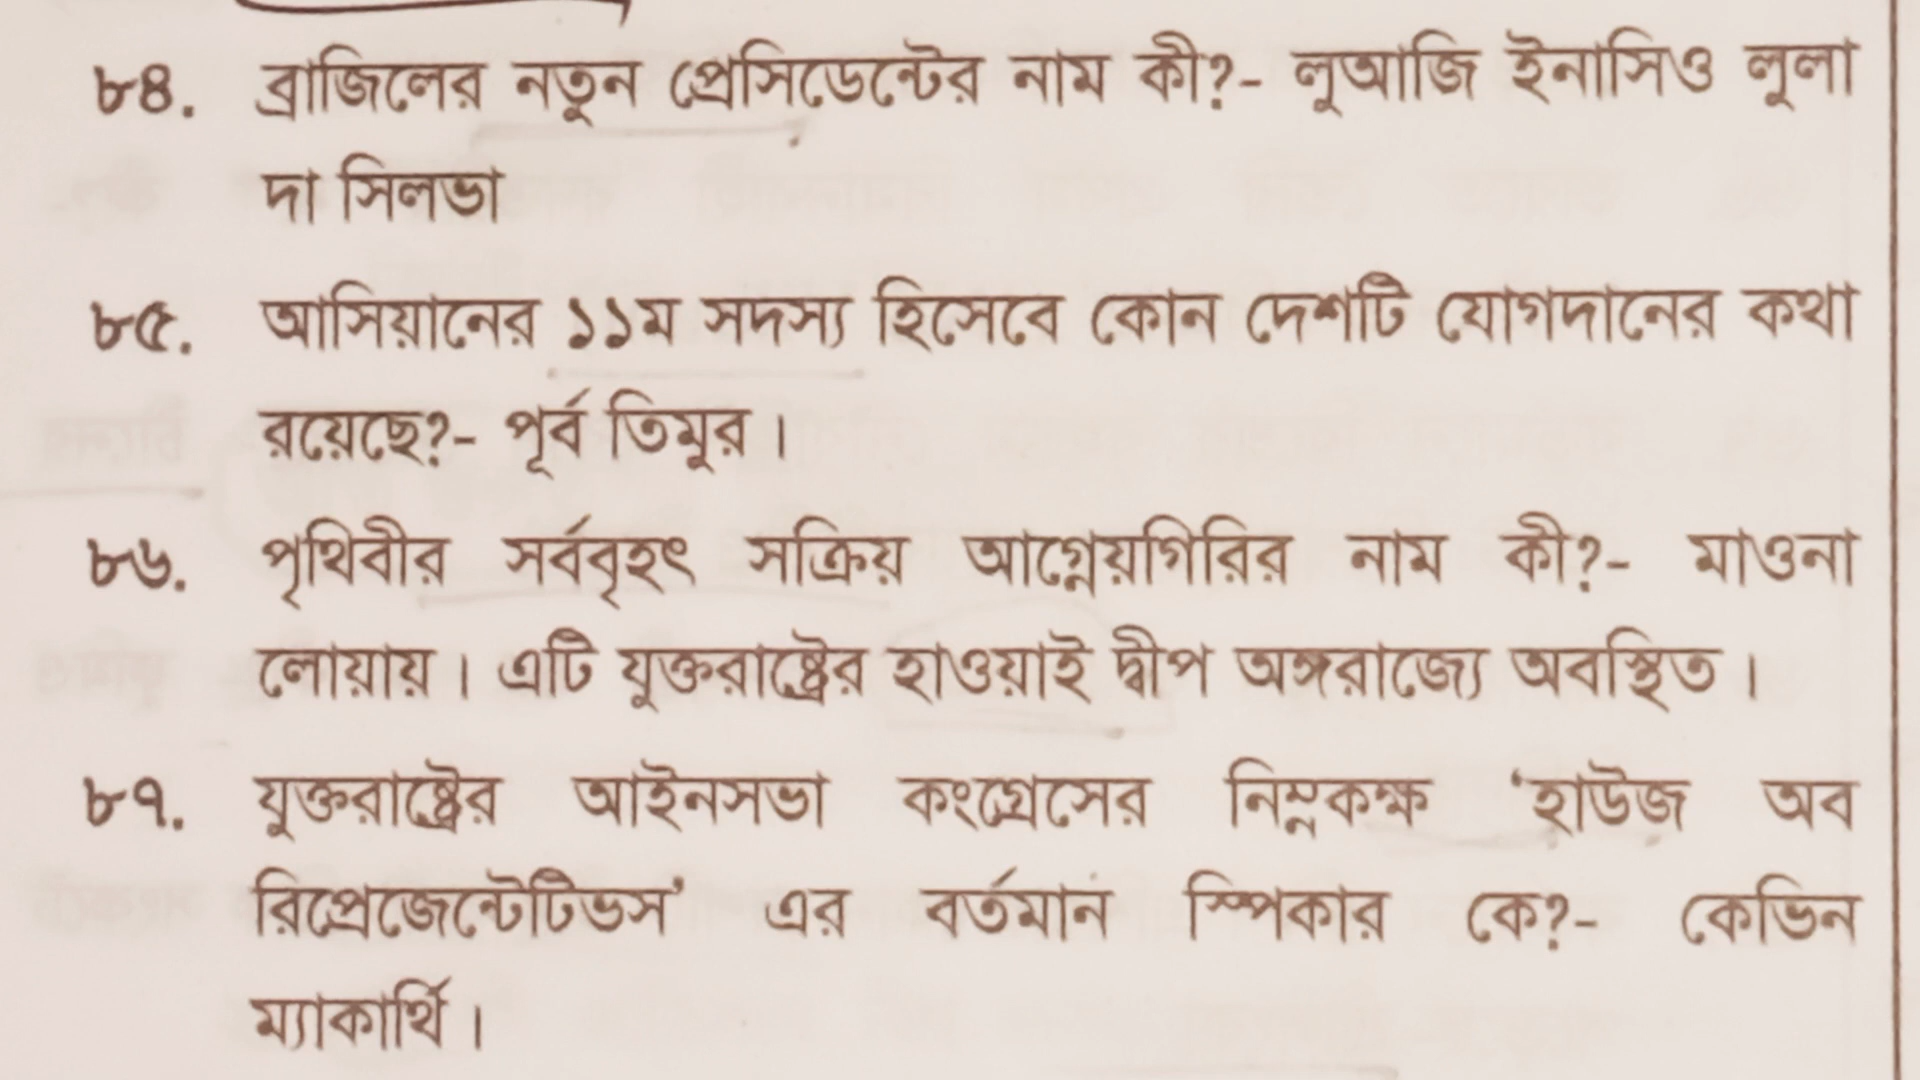 ৮৪. ব্রাজিলের নতুন প্রেসিডেন্টের নাম কী?- লুআজি ইনাসিও লুলা
দা সিলভা
৮৫. আসিয়ানের ১১ম সদস্য হিসেবে কোন দেশটি যোগদানের কথা
রয়েছে?- পূর্ব তিমুর।
৮৬. পৃথিবীর সর্ববৃহৎ সক্রিয় আগ্নেয়গিরির নাম কী?- মাওনা
লোয়ায়। এটি যুক্তরাষ্ট্রের হাওয়াই দ্বীপ অঙ্গরাজ্যে অবস্থিত।
৮৭. যুক্তরাষ্ট্রের আইনসভা কংগ্রেসের নিম্নকক্ষ ‘হাউজ অব
রিপ্রেজেন্টেটিভস’ এর বর্তমান স্পিকার কে?- কেভিন
ম্যাকার্থি।